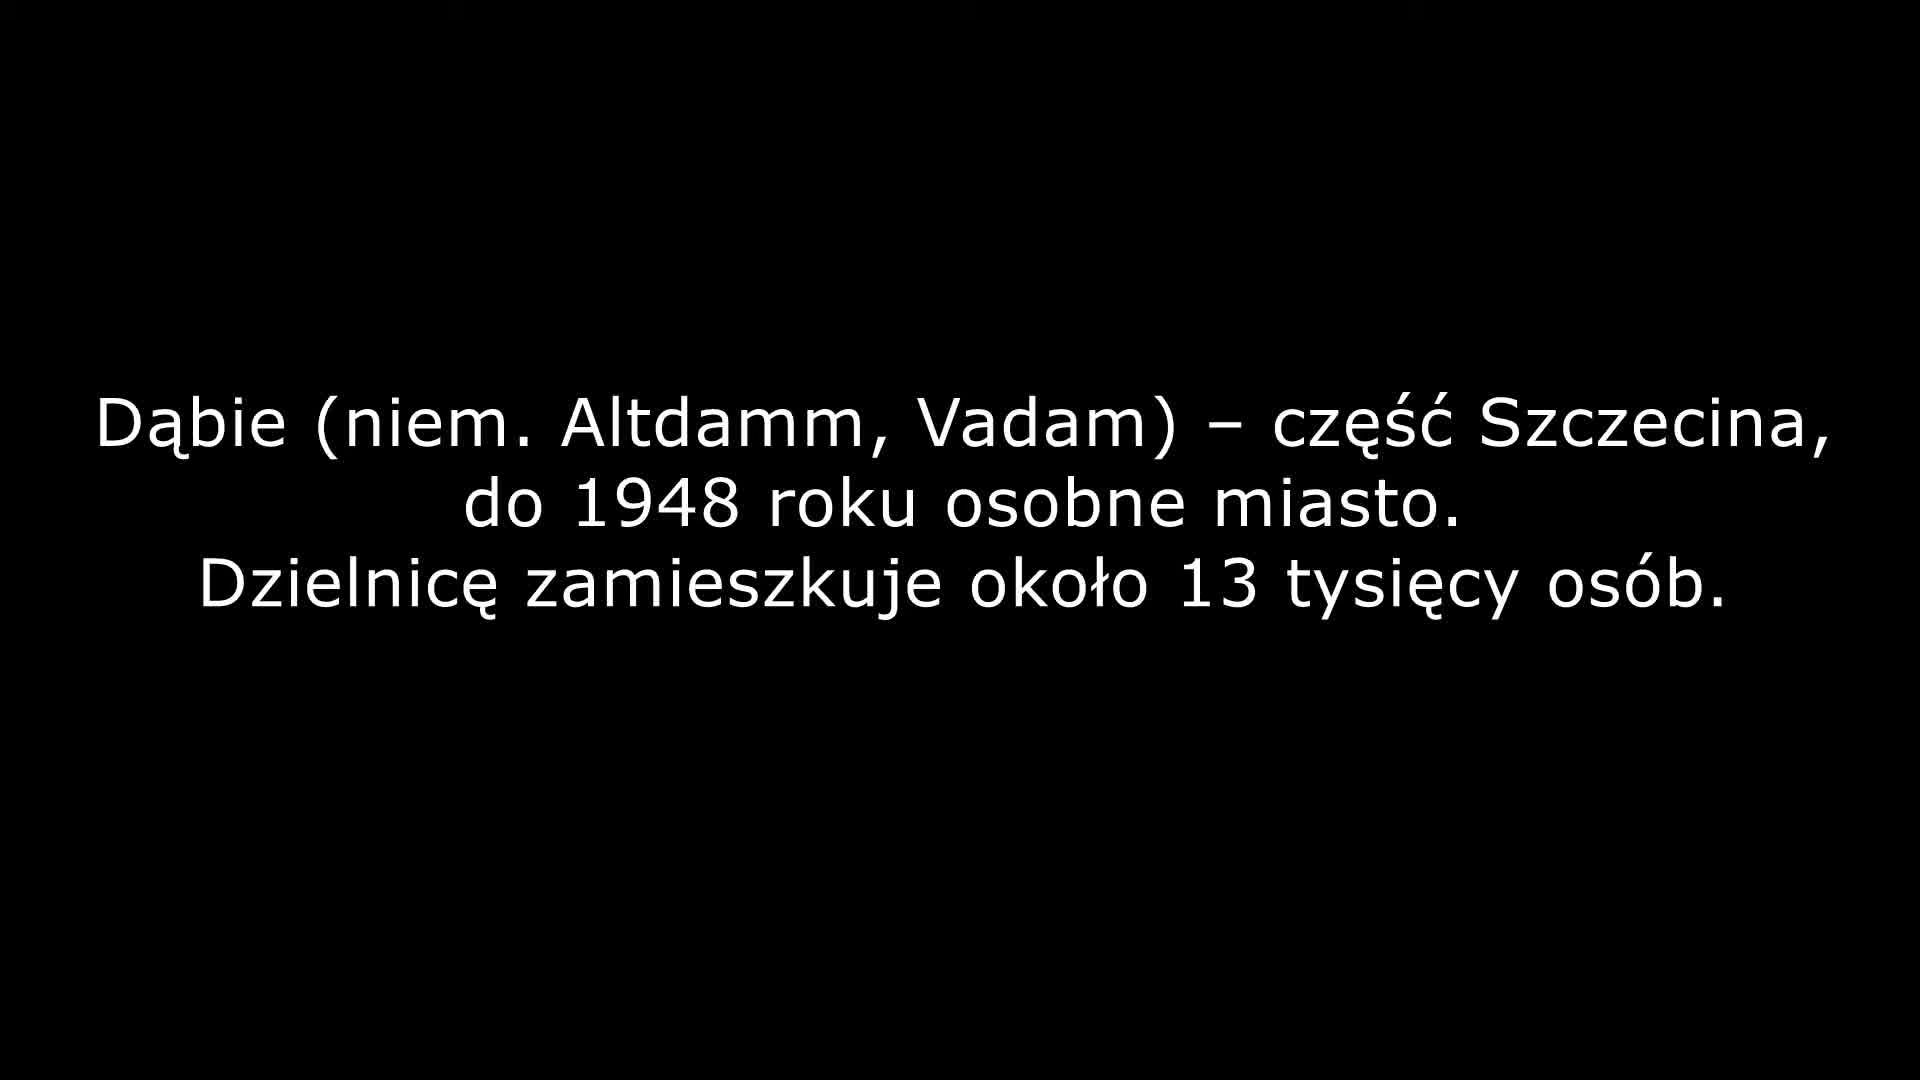 Dąbie (niem. Altdamm, Vadam) – część Szczecina,
do 1948 roku osobne miasto.
Dzielnicę zamieszkuje około 13 tysięcy osób.